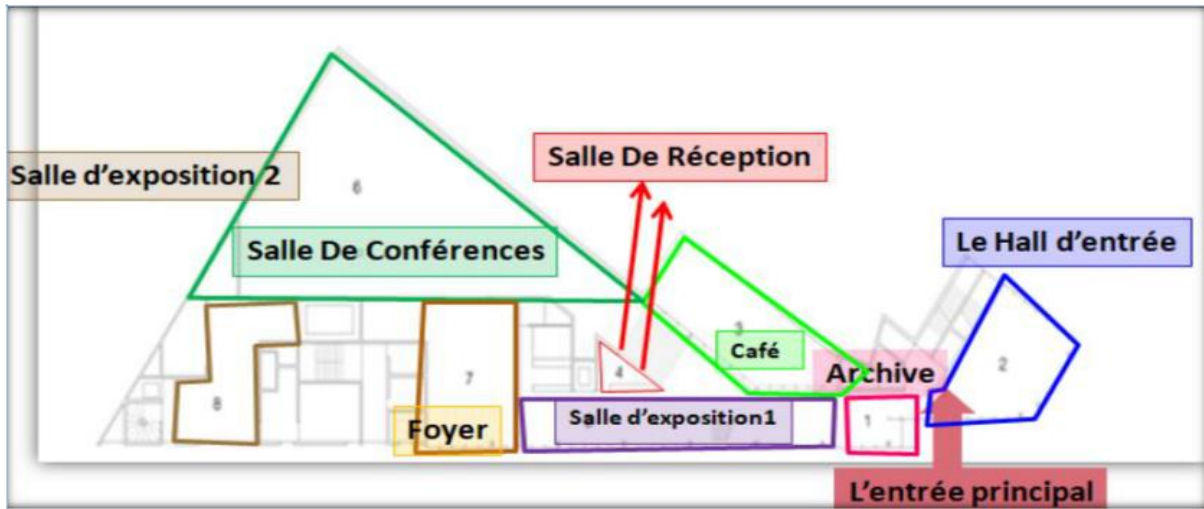 Salle De Réception
Salle d'exposition 2
6
Salle De Conférences
Le Hall d'entrée
3
Café
2
Archive
4
7
8
Salle d'exposition1
1
Foyer
L'entrée principal